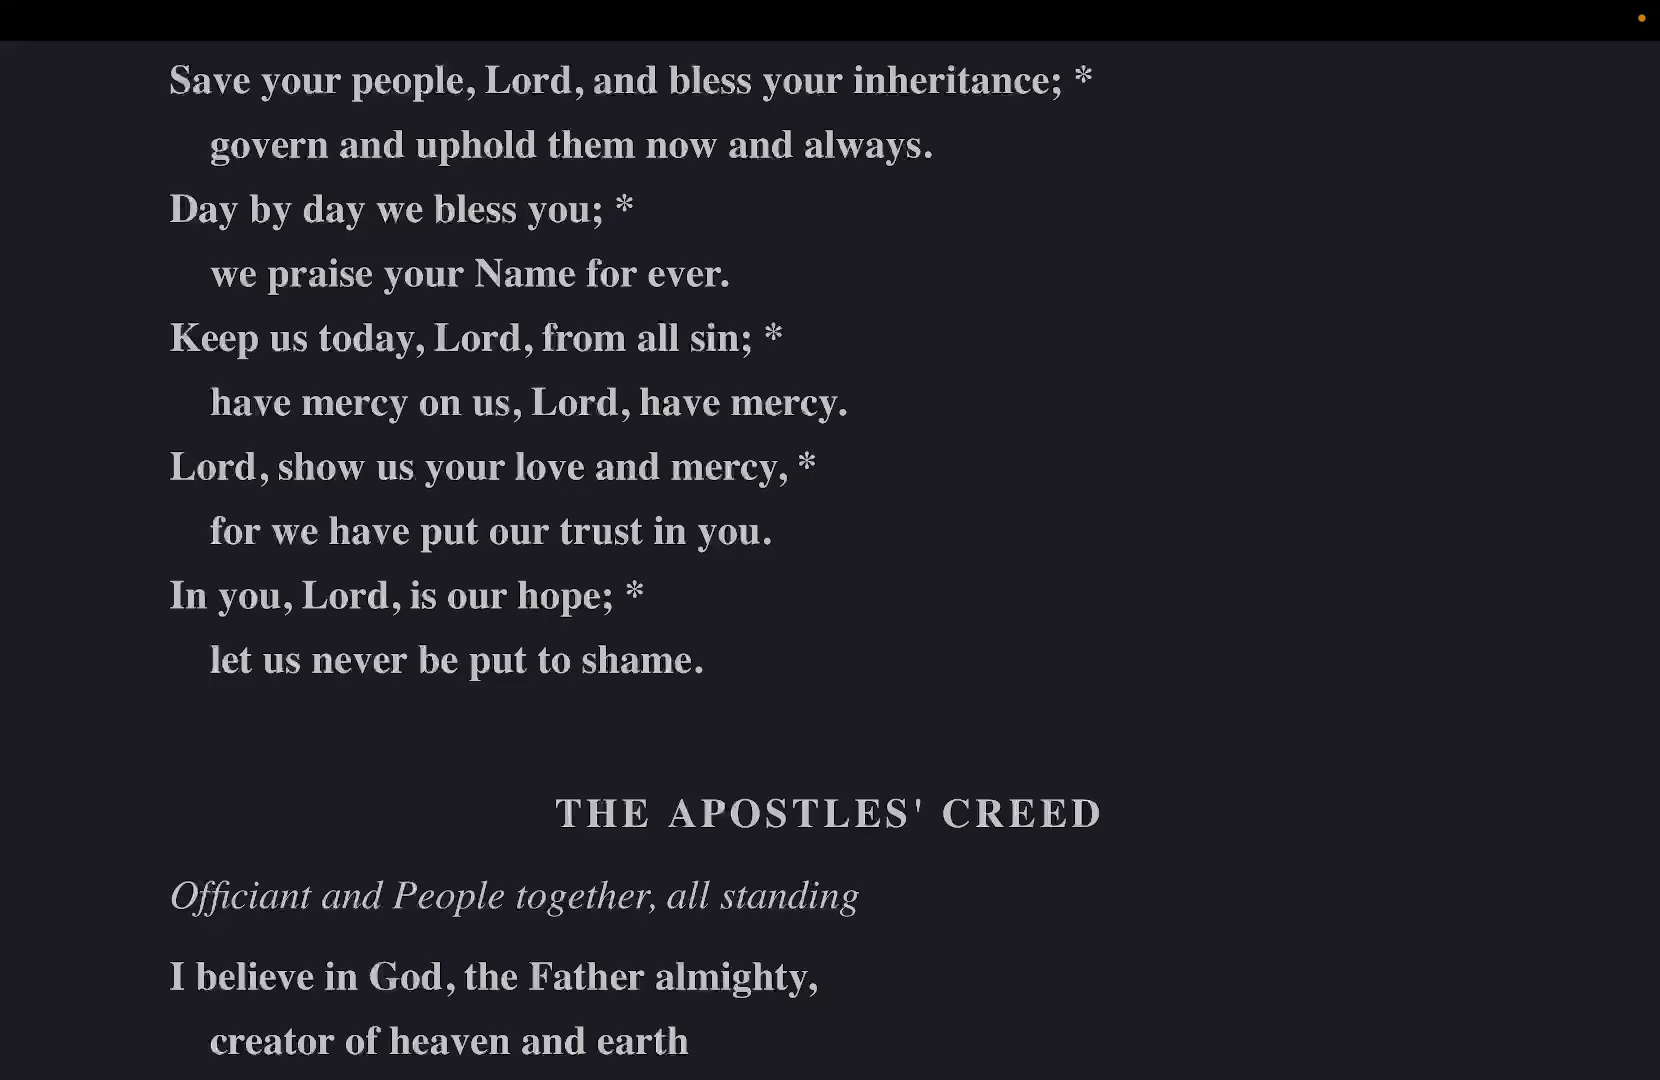 Save your people, Lord, and bless your inheritance; *
govern and uphold them now and always.
Day by day we bless you; *
we praise your Name for ever.
Keep us today, Lord, from all sin; *
have mercy on us, Lord, have mercy.
Lord, show us your love and mercy, *
for we have put our trust in you.
In you, Lord, is our hope; *
let us never be put to shame.
THE APOSTLES' CREED
Officiant and People together, all standing
I believe in God, the Father almighty,
creator of heaven and earth